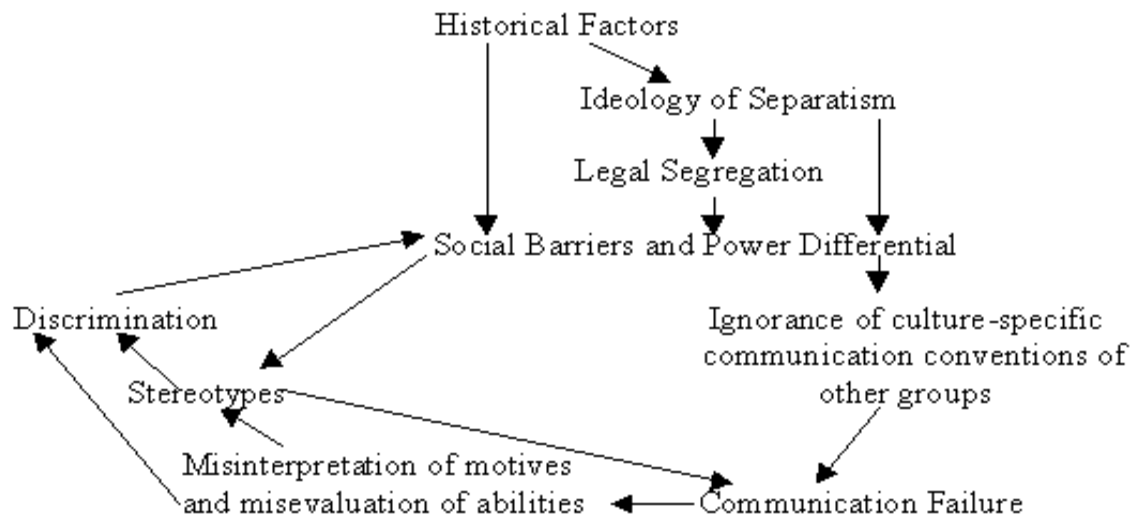 Historical Factors
Ideology of Separatism
Legal Segregation
Social Barriers and Power Differential
Discrimination
Ignorance of culture-specific
communication conventions of
other groups
Stereotypes
Misinterpretation of motives
and misevaluation of abilities
Communication Failure